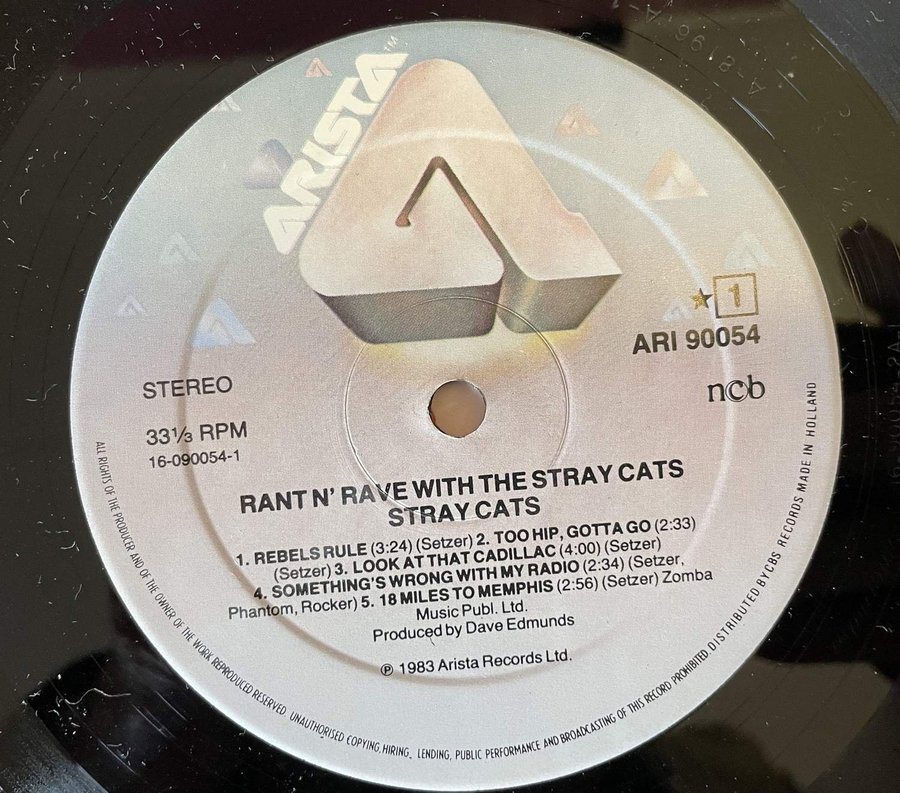 ARISTA™
1
ARI 90054
STEREO
ncb
33⅓ RPM
16-090054-1
RANT N' RAVE WITH THE STRAY CATS
STRAY CATS
1. REBELS RULE (3:24) (Setzer) 2. TOO HIP, GOTTA GO (2:33)
(Setzer) 3. LOOK AT THAT CADILLAC (4:00) (Setzer)
4. SOMETHING'S WRONG WITH MY RADIO (2:34) (Setzer,
Phantom, Rocker) 5. 18 MILES TO MEMPHIS (2:56) (Setzer) Zomba
Music Publ. Ltd.
Produced by Dave Edmunds
℗ 1983 Arista Records Ltd.
ALL RIGHTS OF THE PRODUCER AND OF THE OWNER OF THE WORK REPRODUCED RESERVED. UNAUTHORISED COPYING, HIRING, LENDING, PUBLIC PERFORMANCE AND BROADCASTING OF THIS RECORD PROHIBITED. DISTRIBUTED BY CBS RECORDS MADE IN HOLLAND